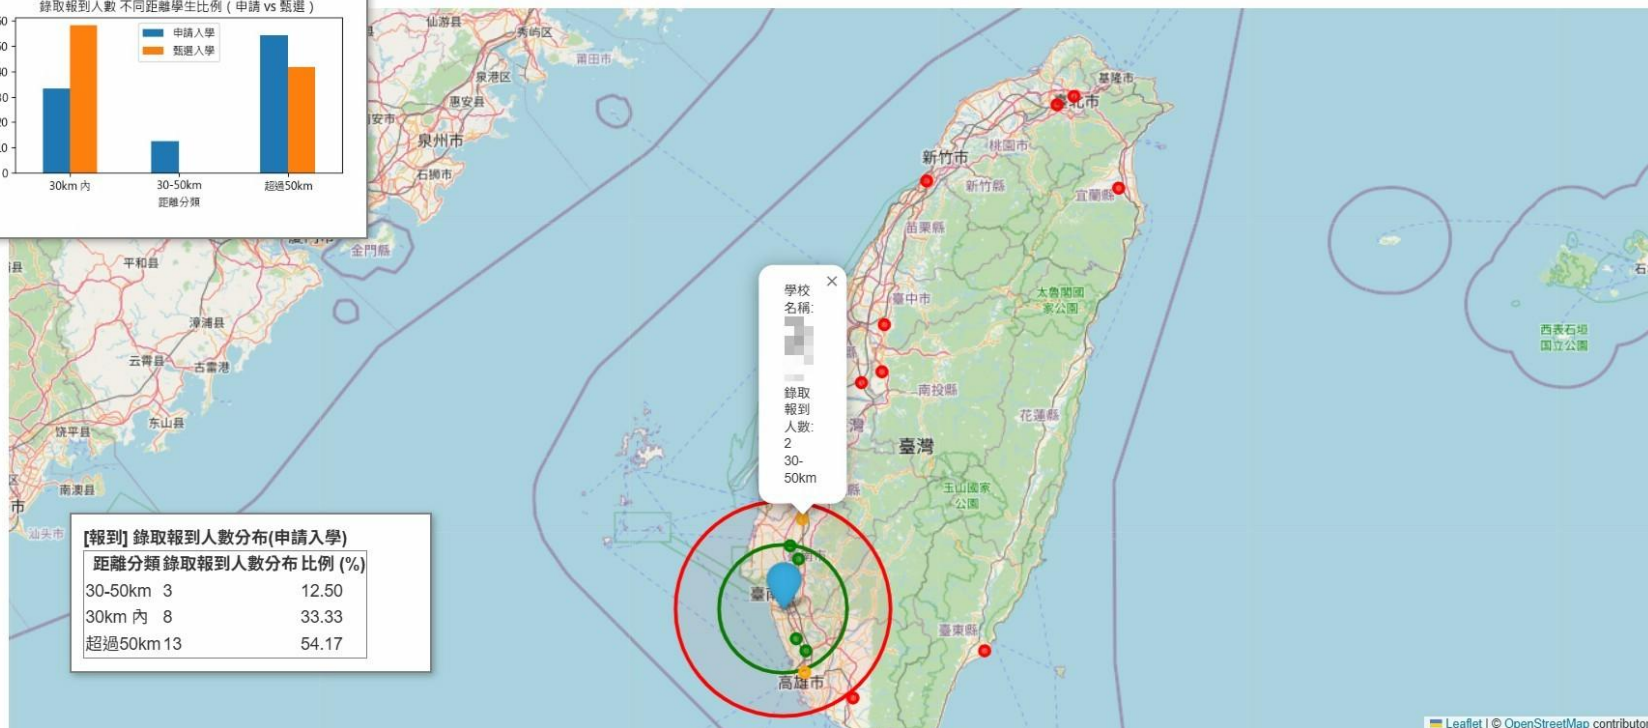 錄取報到人數 不同距離學生比例 ( 申請 vs 甄選 )
申請入學
甄選入學
0
30km 內
30-50km
超過50km
距離分類
仙游县
秀屿区
莆田市
泉港区
惠安县
泉州市
石狮市
金門縣
平和县
漳浦县
云霄县
古雷港
东山县
饶平县
南澳县
市
汕头市
基隆市
臺北市
新竹市
桃園市
新竹縣
宜蘭縣
苗栗縣
臺中市
太魯閣國
家公園
南投縣
花蓮縣
臺灣
玉山國家
公園
臺東縣
高雄市
西表石垣
国立公園
學校
名稱:
錄取
報到
人數:
2
30-
50km
[報到] 錄取報到人數分布(申請入學)
距離分類 錄取報到人數分布 比例 (%)
30-50km 3 12.50
30km 內 8 33.33
超過50km 13 54.17
Leaflet | © OpenStreetMap contributor